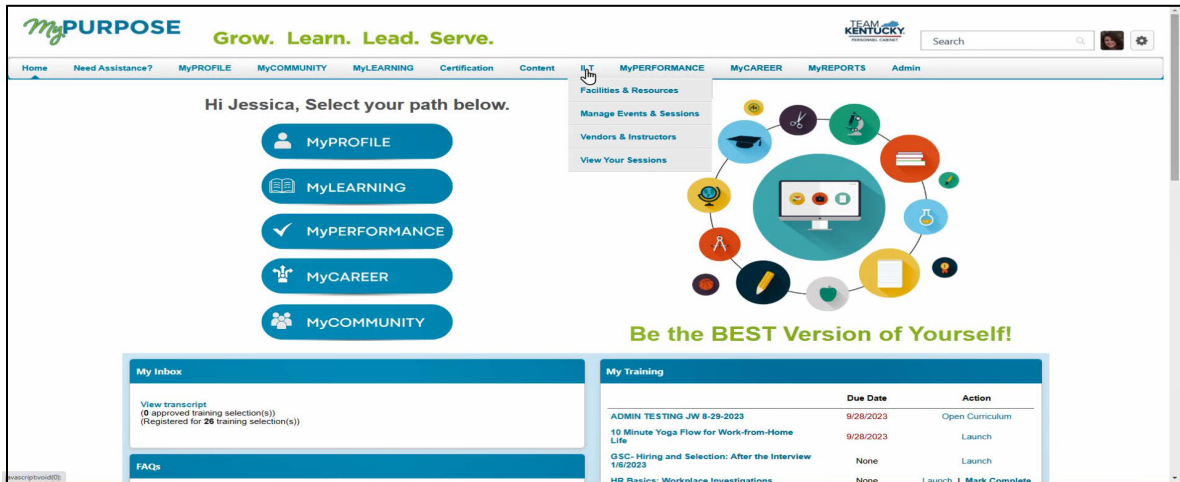 MyPURPOSE
Grow. Learn. Lead. Serve.
TEAM
KENTUCKY.
PERSONNEL CABINET
Search
Home Need Assistance? MyPROFILE MyCOMMUNITY MyLEARNING Certification Content ILT MyPERFORMANCE MyCAREER MyREPORTS Admin
Facilities & Resources
Manage Events & Sessions
Vendors & Instructors
View Your Sessions
Hi Jessica, Select your path below.
MyPROFILE
MyLEARNING
MyPERFORMANCE
MyCAREER
MyCOMMUNITY
Be the BEST Version of Yourself!
My Inbox
View transcript
(0 approved training selection(s))
(Registered for 26 training selection(s))
FAQs
My Training
Due Date Action
ADMIN TESTING JW 8-29-2023 9/28/2023 Open Curriculum
10 Minute Yoga Flow for Work-from-Home
Life 9/28/2023 Launch
GSC- Hiring and Selection: After the Interview
1/6/2023 None Launch
HR Basics: Workplace Investigations None Launch | Mark Complete
javascript:void(0);